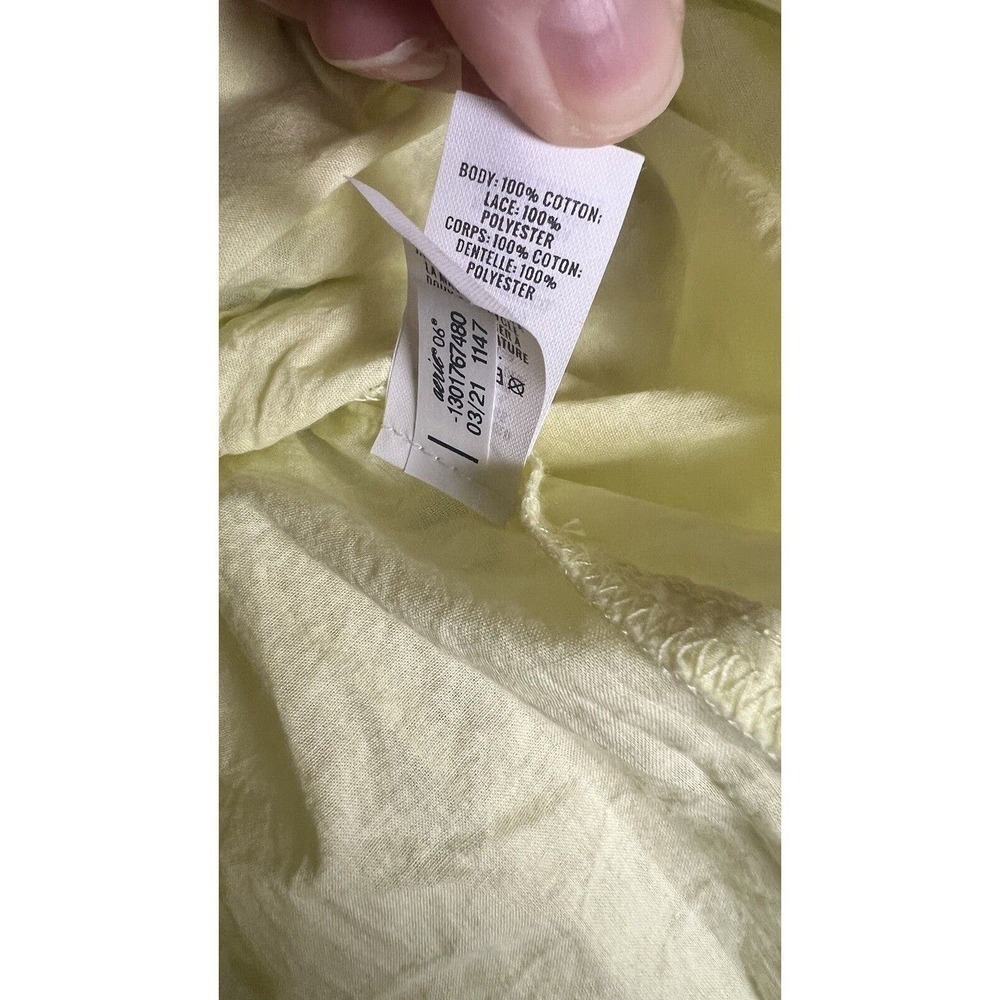 BODY: 100% COTTON;
LACE: 100%
POLYESTER
CORPS: 100% COTON;
DENTELLE: 100%
POLYESTER
aerie® 06®
-1301767480
03/21 1147